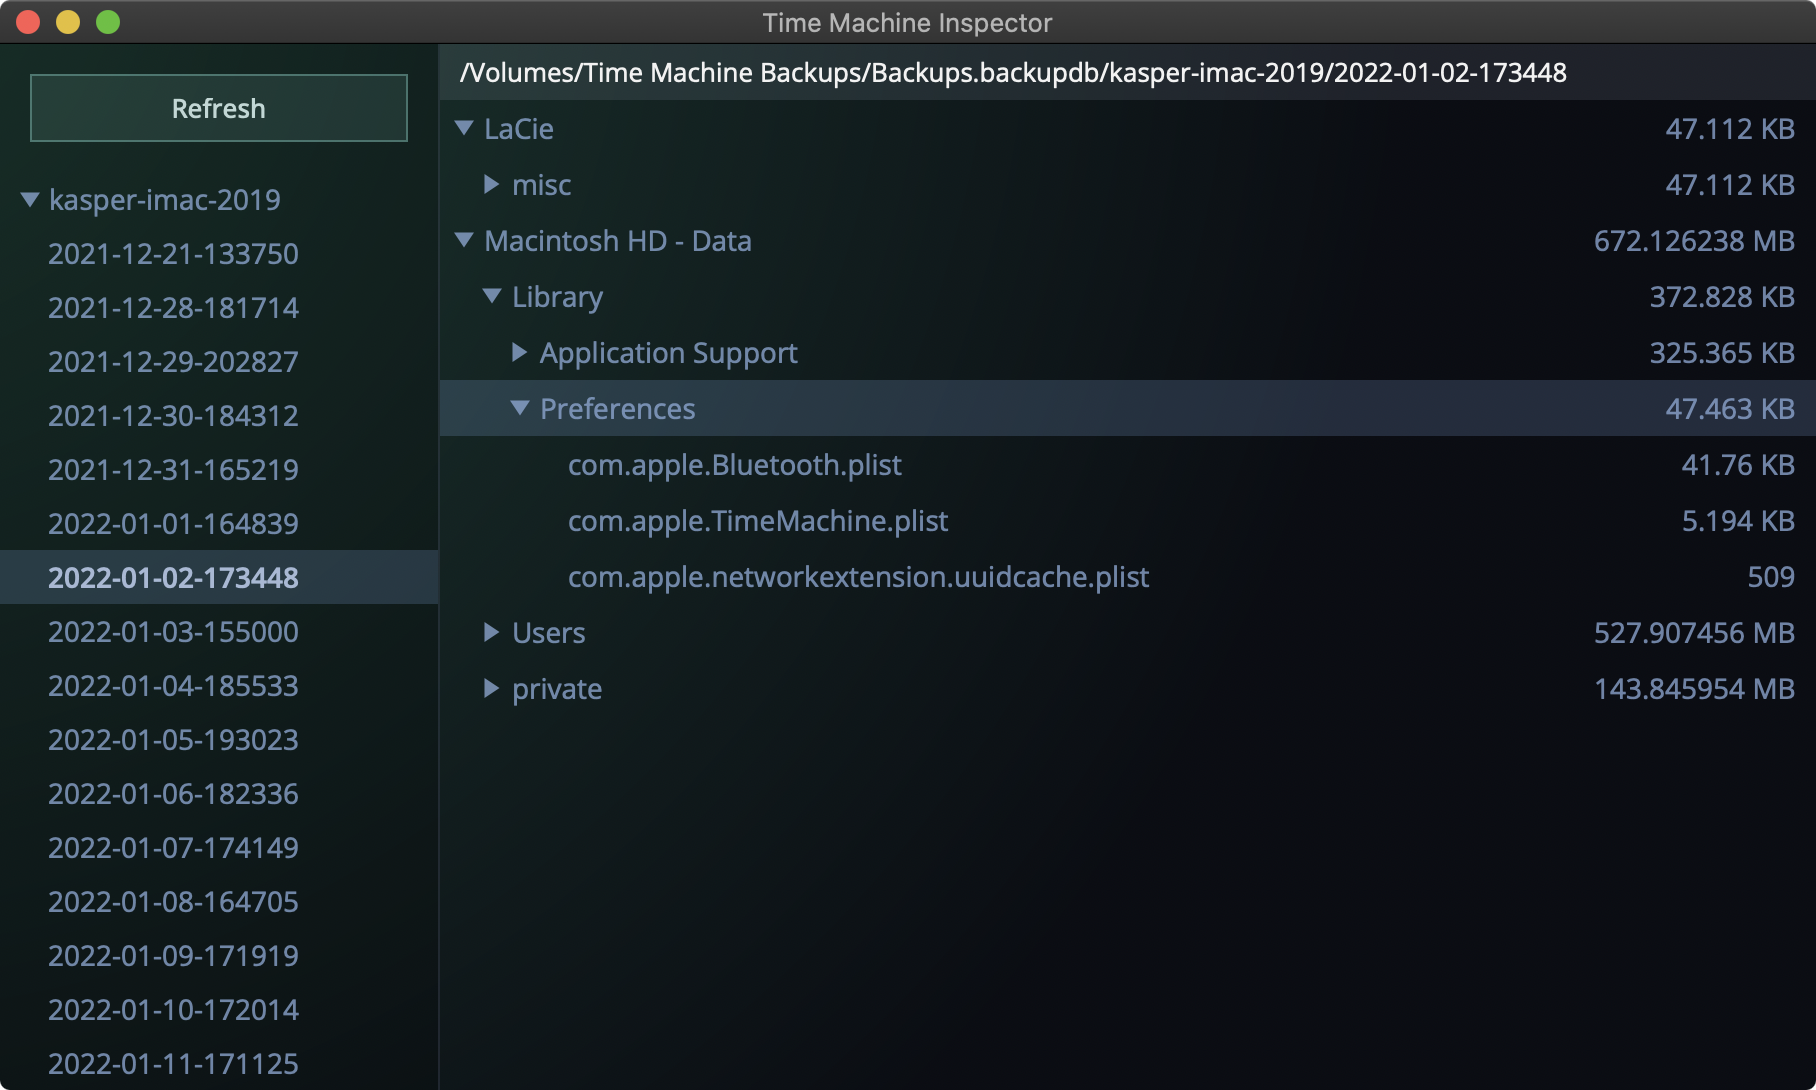 Time Machine Inspector
Refresh
kasper-imac-2019
2021-12-21-133750
2021-12-28-181714
2021-12-29-202827
2021-12-30-184312
2021-12-31-165219
2022-01-01-164839
2022-01-02-173448
2022-01-03-155000
2022-01-04-185533
2022-01-05-193023
2022-01-06-182336
2022-01-07-174149
2022-01-08-164705
2022-01-09-171919
2022-01-10-172014
2022-01-11-171125
/Volumes/Time Machine Backups/Backups.backupdb/kasper-imac-2019/2022-01-02-173448
LaCie 47.112 KB
misc 47.112 KB
Macintosh HD - Data 672.126238 MB
Library 372.828 KB
Application Support 325.365 KB
Preferences 47.463 KB
com.apple.Bluetooth.plist 41.76 KB
com.apple.TimeMachine.plist 5.194 KB
com.apple.networkextension.uuidcache.plist 509
Users 527.907456 MB
private 143.845954 MB